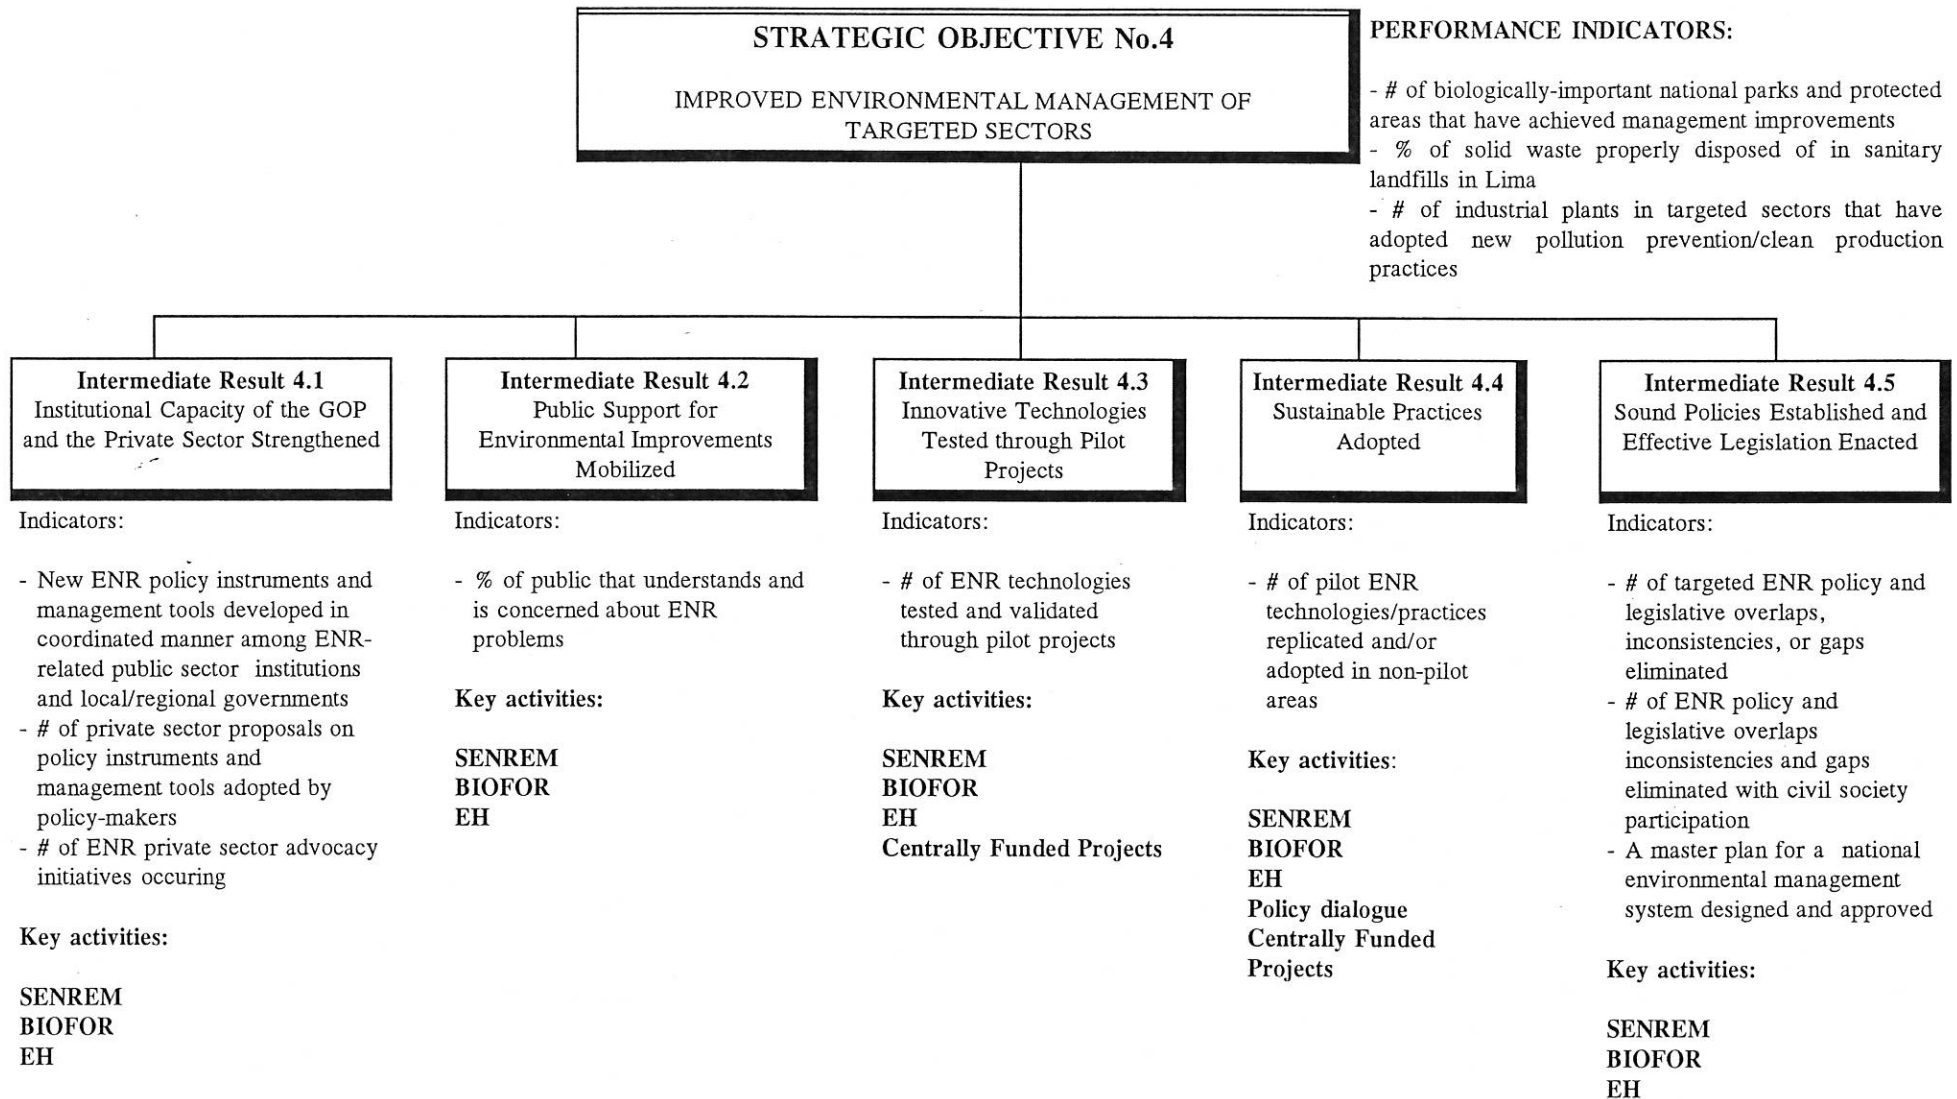 STRATEGIC OBJECTIVE No.4
IMPROVED ENVIRONMENTAL MANAGEMENT OF
TARGETED SECTORS
PERFORMANCE INDICATORS:
- # of biologically-important national parks and protected
areas that have achieved management improvements
- % of solid waste properly disposed of in sanitary
landfills in Lima
- # of industrial plants in targeted sectors that have
adopted new pollution prevention/clean production
practices
Intermediate Result 4.1
Institutional Capacity of the GOP
and the Private Sector Strengthened
Indicators:
- New ENR policy instruments and
management tools developed in
coordinated manner among ENR-
related public sector institutions
and local/regional governments
- # of private sector proposals on
policy instruments and
management tools adopted by
policy-makers
- # of ENR private sector advocacy
initiatives occuring
Key activities:
SENREM
BIOFOR
EH
Intermediate Result 4.2
Public Support for
Environmental Improvements
Mobilized
Indicators:
- % of public that understands and
is concerned about ENR
problems
Key activities:
SENREM
BIOFOR
EH
Intermediate Result 4.3
Innovative Technologies
Tested through Pilot
Projects
Indicators:
- # of ENR technologies
tested and validated
through pilot projects
Key activities:
SENREM
BIOFOR
EH
Centrally Funded Projects
Intermediate Result 4.4
Sustainable Practices
Adopted
Indicators:
- # of pilot ENR
technologies/practices
replicated and/or
adopted in non-pilot
areas
Key activities:
SENREM
BIOFOR
EH
Policy dialogue
Centrally Funded
Projects
Intermediate Result 4.5
Sound Policies Established and
Effective Legislation Enacted
Indicators:
- # of targeted ENR policy and
legislative overlaps,
inconsistencies, or gaps
eliminated
- # of ENR policy and
legislative overlaps
inconsistencies and gaps
eliminated with civil society
participation
- A master plan for a national
environmental management
system designed and approved
Key activities:
SENREM
BIOFOR
EH